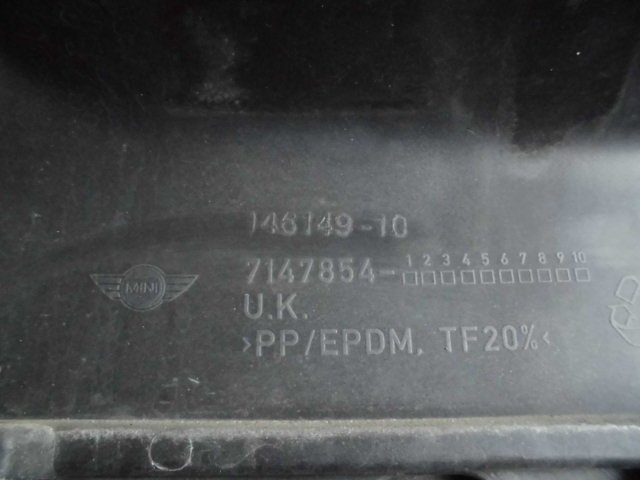 146149-10
1 2 3 4 5 6 7 8 9 10
7147854-
MINI
U.K.
>PP/EPDM, TF20%<